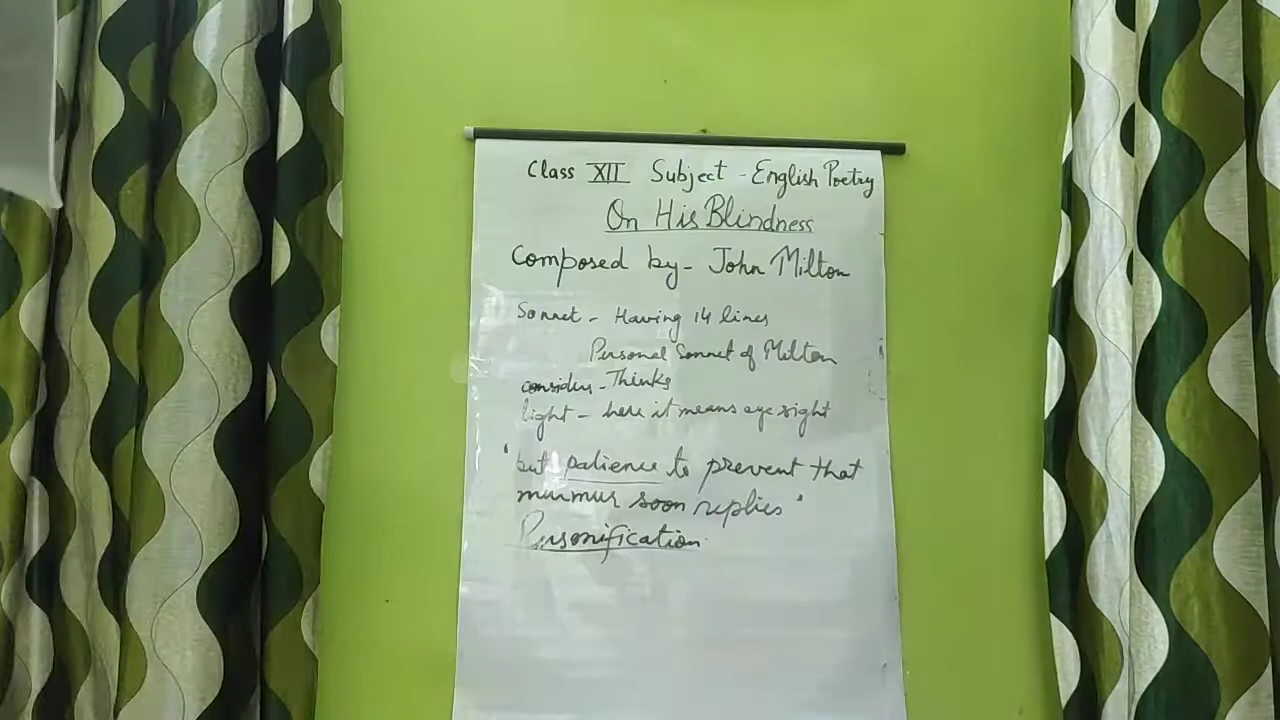 Class XII Subject - English Poetry
On His Blindness
Composed by - John Milton
Sonnet - Having 14 lines
Personal Sonnet of Milton
considers - Thinks
light - here it means eye sight
'but patience to prevent that
murmur soon replies'
Personification